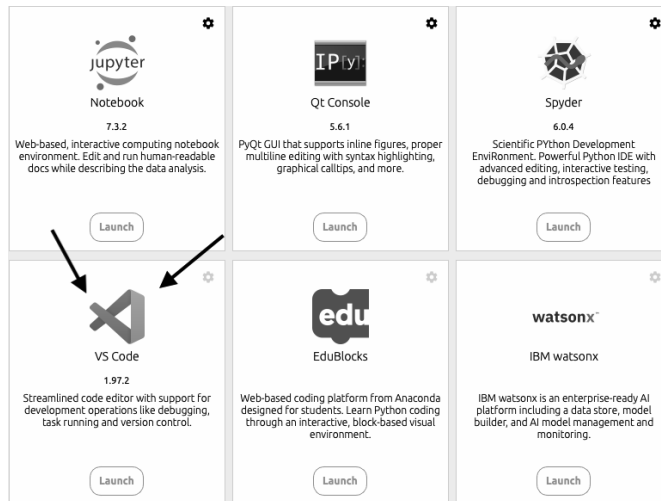 jupyter
Notebook
7.3.2
Web-based, interactive computing notebook
environment. Edit and run human-readable
docs while describing the data analysis.
Launch
IP[y]:
Qt Console
5.6.1
PyQt GUI that supports inline figures, proper
multiline editing with syntax highlighting,
graphical calltips, and more.
Launch
Spyder
6.0.4
Scientific PYthon Development
EnviRonment. Powerful Python IDE with
advanced editing, interactive testing,
debugging and introspection features
Launch
VS Code
1.97.2
Streamlined code editor with support for
development operations like debugging,
task running and version control.
Launch
edu
EduBlocks
Web-based coding platform from Anaconda
designed for students. Learn Python coding
through an interactive, block-based visual
environment.
Launch
watsonx™
IBM watsonx
IBM watsonx is an enterprise-ready AI
platform including a data store, model
builder, and AI model management and
monitoring.
Launch